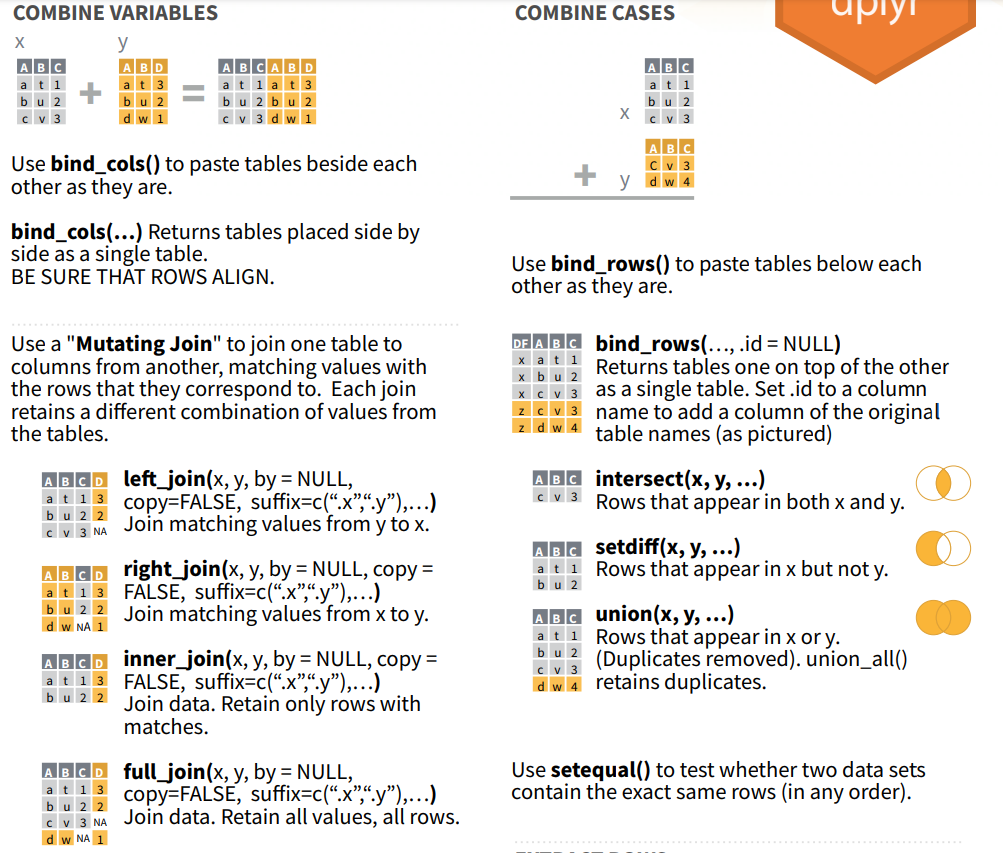 COMBINE VARIABLES
x y
A B C
a t 1
b u 2
c v 3
+
A B D
a t 3
b u 2
d w 1
=
A B C A B D
a t 1 a t 3
b u 2 b u 2
c v 3 d w 1
Use bind_cols() to paste tables beside each
other as they are.
bind_cols(…) Returns tables placed side by
side as a single table.
BE SURE THAT ROWS ALIGN.
Use a "Mutating Join" to join one table to
columns from another, matching values with
the rows that they correspond to. Each join
retains a different combination of values from
the tables.
A B C D
a t 1 3
b u 2 2
c v 3 NA
left_join(x, y, by = NULL,
copy=FALSE, suffix=c(“.x”,“.y”),…)
Join matching values from y to x.
A B C D
a t 1 3
b u 2 2
d w NA 1
right_join(x, y, by = NULL, copy =
FALSE, suffix=c(“.x”,“.y”),…)
Join matching values from x to y.
A B C D
a t 1 3
b u 2 2
inner_join(x, y, by = NULL, copy =
FALSE, suffix=c(“.x”,“.y”),…)
Join data. Retain only rows with
matches.
A B C D
a t 1 3
b u 2 2
c v 3 NA
d w NA 1
full_join(x, y, by = NULL,
copy=FALSE, suffix=c(“.x”,“.y”),…)
Join data. Retain all values, all rows.
COMBINE CASES
dplyr
x
A B C
a t 1
b u 2
c v 3
+ y
A B C
C v 3
d w 4
Use bind_rows() to paste tables below each
other as they are.
DF A B C
x a t 1
x b u 2
x c v 3
z c v 3
z d w 4
bind_rows(…, .id = NULL)
Returns tables one on top of the other
as a single table. Set .id to a column
name to add a column of the original
table names (as pictured)
A B C
c v 3
intersect(x, y, …)
Rows that appear in both x and y.
A B C
a t 1
b u 2
setdiff(x, y, …)
Rows that appear in x but not y.
A B C
a t 1
b u 2
c v 3
d w 4
union(x, y, …)
Rows that appear in x or y.
(Duplicates removed). union_all()
retains duplicates.
Use setequal() to test whether two data sets
contain the exact same rows (in any order).